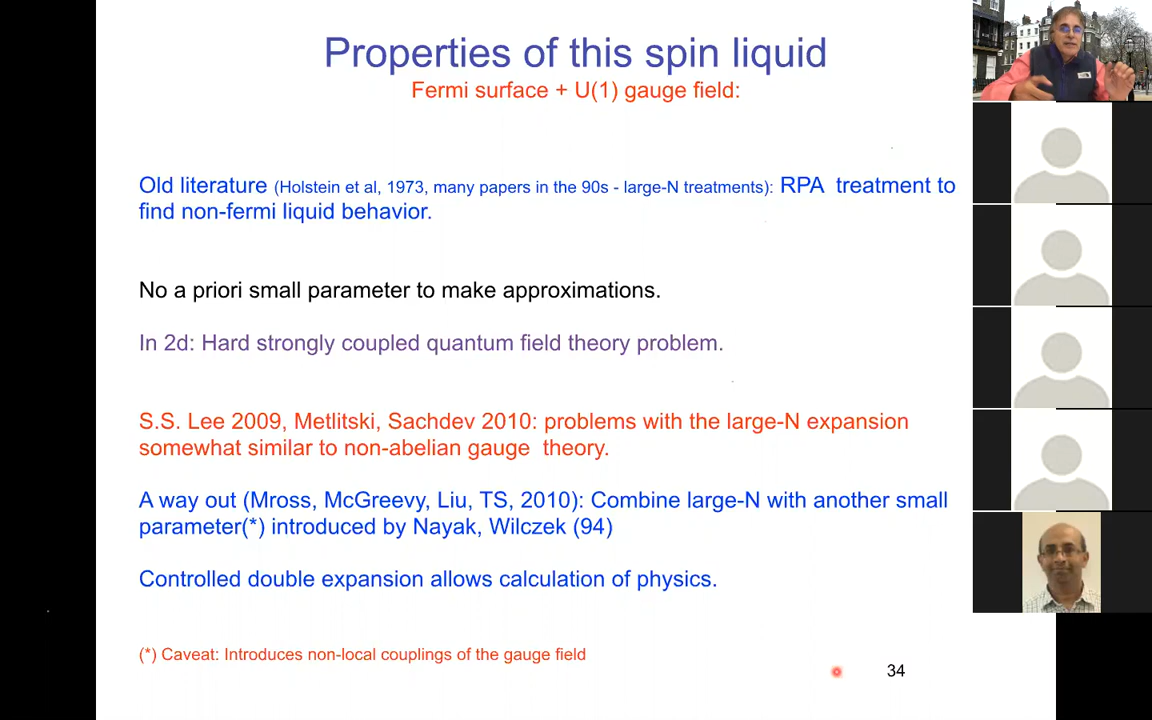 Properties of this spin liquid
Fermi surface + U(1) gauge field:
Old literature (Holstein et al, 1973, many papers in the 90s - large-N treatments): RPA treatment to
find non-fermi liquid behavior.
No a priori small parameter to make approximations.
In 2d: Hard strongly coupled quantum field theory problem.
S.S. Lee 2009, Metlitski, Sachdev 2010: problems with the large-N expansion
somewhat similar to non-abelian gauge theory.
A way out (Mross, McGreevy, Liu, TS, 2010): Combine large-N with another small
parameter(*) introduced by Nayak, Wilczek (94)
Controlled double expansion allows calculation of physics.
(*) Caveat: Introduces non-local couplings of the gauge field
34